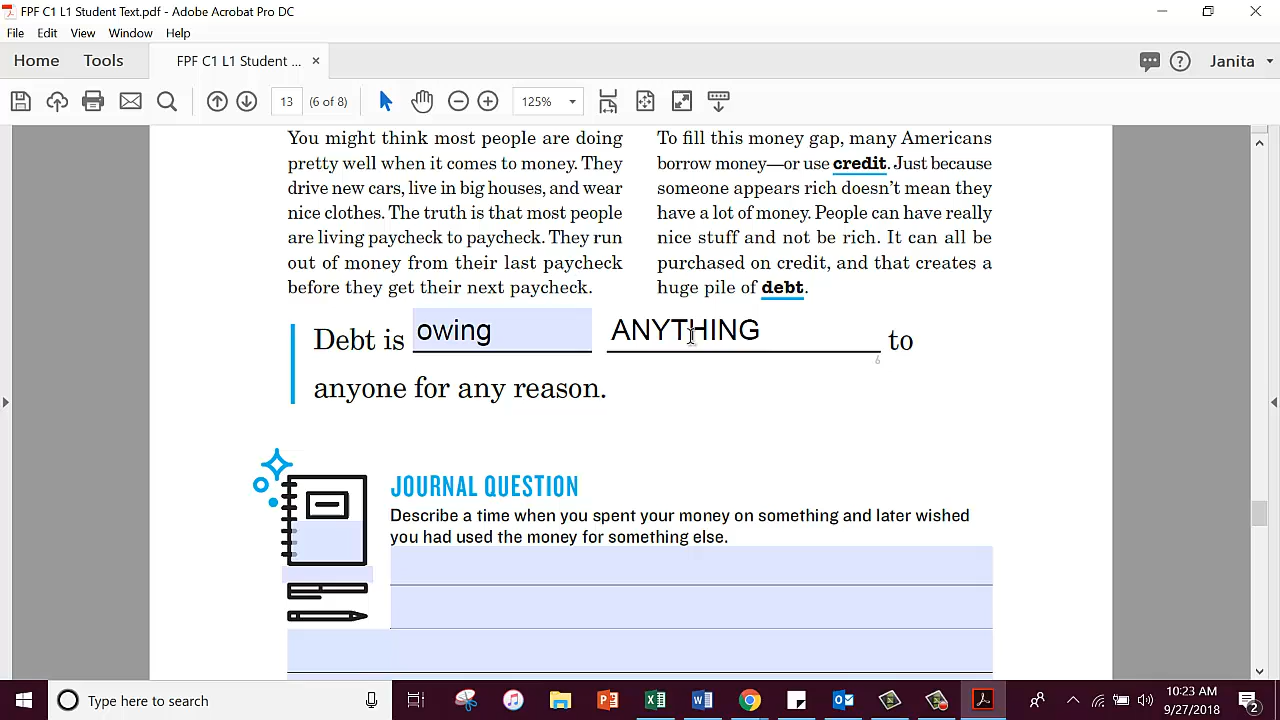 FPF C1 L1 Student Text.pdf - Adobe Acrobat Pro DC
File Edit View Window Help
Home Tools FPF C1 L1 Student ... × Janita
13 (6 of 8) 125%
You might think most people are doing
pretty well when it comes to money. They
drive new cars, live in big houses, and wear
nice clothes. The truth is that most people
are living paycheck to paycheck. They run
out of money from their last paycheck
before they get their next paycheck.
To fill this money gap, many Americans
borrow money—or use credit. Just because
someone appears rich doesn't mean they
have a lot of money. People can have really
nice stuff and not be rich. It can all be
purchased on credit, and that creates a
huge pile of debt.
Debt is owing ANYTHING to
6
anyone for any reason.
JOURNAL QUESTION
Describe a time when you spent your money on something and later wished
you had used the money for something else.
Type here to search
10:23 AM
9/27/2018
2